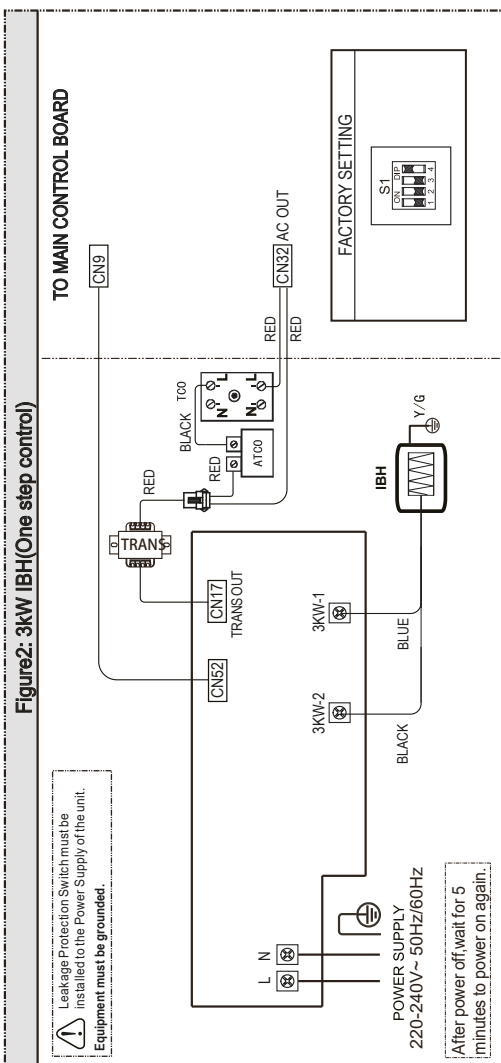 Figure2: 3kW IBH(One step control)
Leakage Protection Switch must be
installed to the Power Supply of the unit.
Equipment must be grounded.
TO MAIN CONTROL BOARD
CN9
CN52
CN17
TRANS OUT
TRANS
RED
RED
ATCO
BLACK
TCO
N
L
N
L
RED
RED
CN32
AC OUT
FACTORY SETTING
S1
ON DIP
1 2 3 4
L
N
POWER SUPPLY
220-240V~ 50Hz/60Hz
3KW-2
3KW-1
BLACK
BLUE
IBH
Y/G
After power off,wait for 5
minutes to power on again.